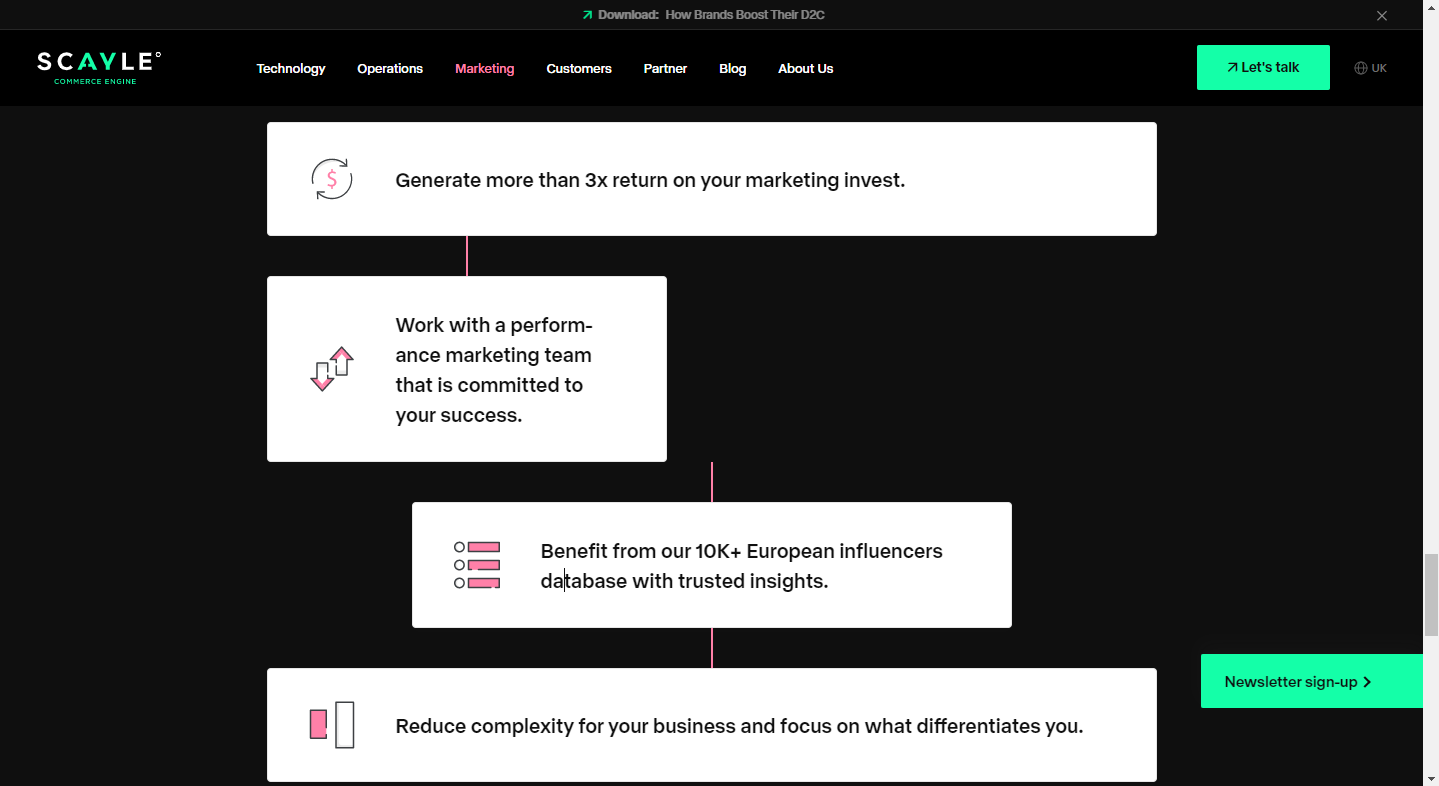 Download: How Brands Boost Their D2C
SCAYLE
COMMERCE ENGINE
Technology
Operations
Marketing
Customers
Partner
Blog
About Us
Let's talk
UK
$
Generate more than 3x return on your marketing invest.
Work with a perform-
ance marketing team
that is committed to
your success.
Benefit from our 10K+ European influencers
database with trusted insights.
Newsletter sign-up
Reduce complexity for your business and focus on what differentiates you.